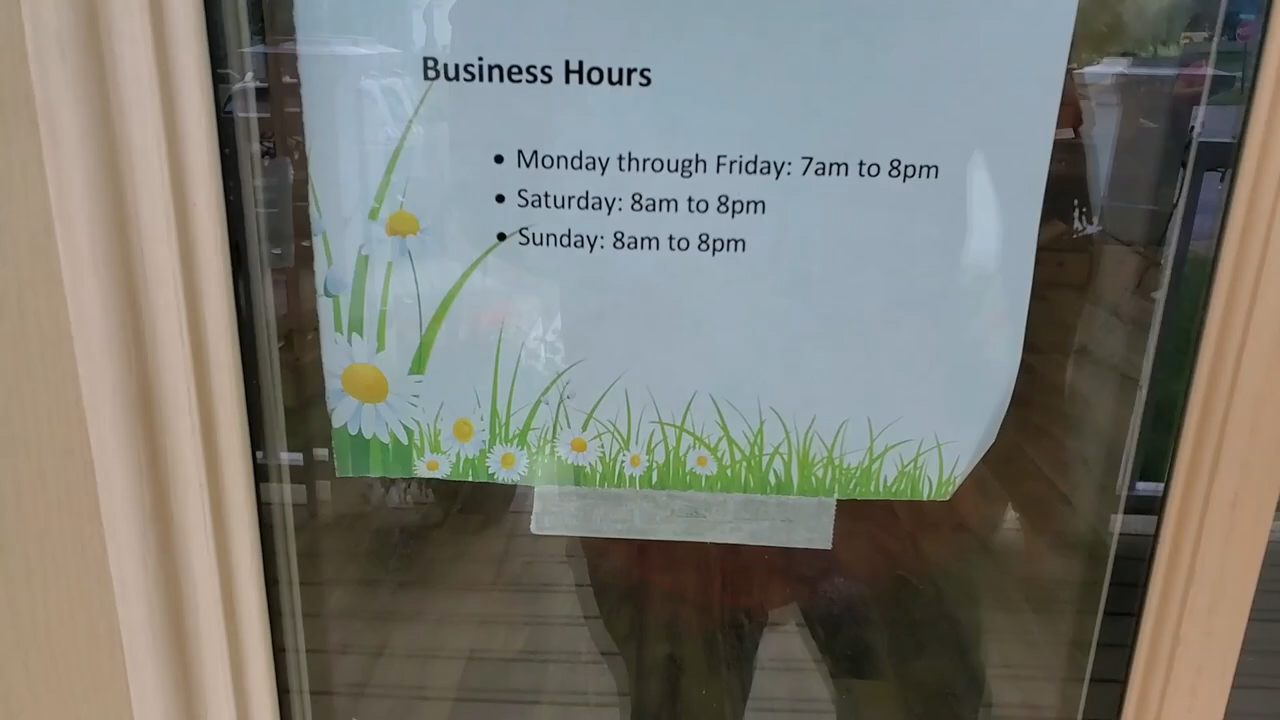 Business Hours
• Monday through Friday: 7am to 8pm
• Saturday: 8am to 8pm
• Sunday: 8am to 8pm